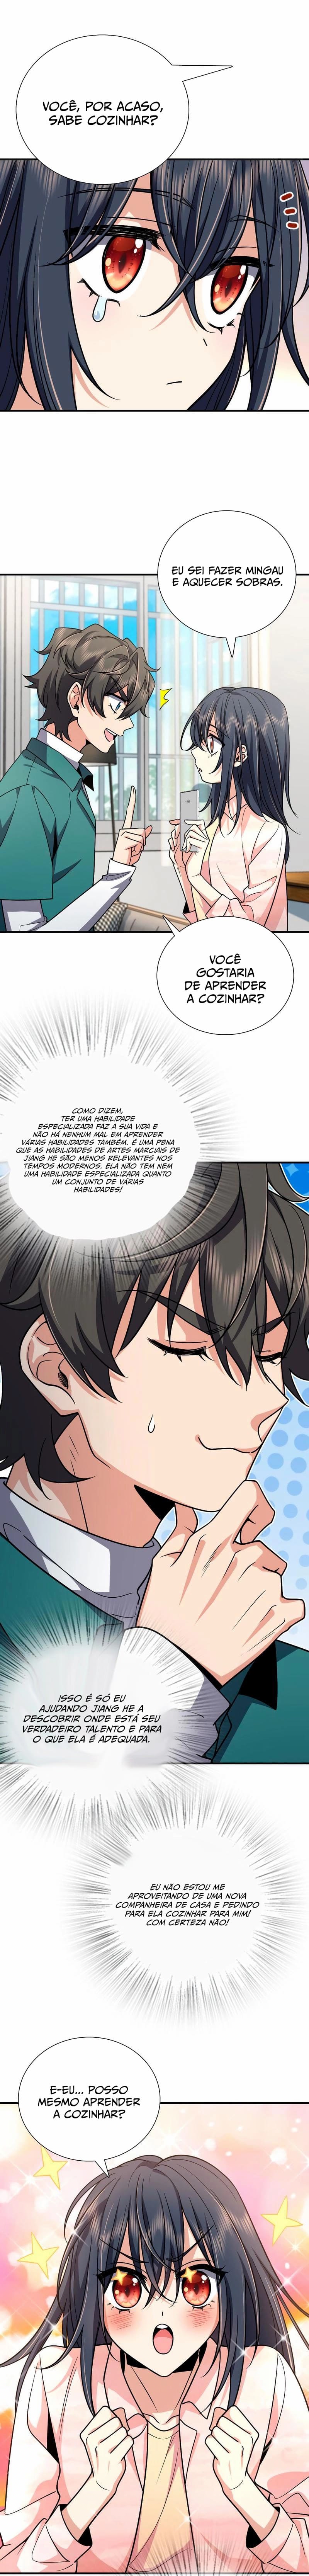 VOCÊ, POR ACASO,
SABE COZINHAR?
EU SEI FAZER MINGAU
E AQUECER SOBRAS.
VOCÊ
GOSTARIA
DE APRENDER
A COZINHAR?
COMO DIZEM,
TER UMA HABILIDADE
ESPECIALIZADA FAZ A SUA VIDA E
NÃO HÁ NENHUM MAL EM APRENDER
VÁRIAS HABILIDADES TAMBÉM. É UMA PENA
QUE AS HABILIDADES DE ARTES MARCIAIS DE
JIANG HE SÃO MENOS RELEVANTES NOS
TEMPOS MODERNOS. ELA NÃO TEM NEM
UMA HABILIDADE ESPECIALIZADA QUANTO
UM CONJUNTO DE VÁRIAS
HABILIDADES!
ISSO É SÓ EU
AJUDANDO JIANG HE A
DESCOBRIR ONDE ESTÁ SEU
VERDADEIRO TALENTO E PARA
O QUE ELA É ADEQUADA.
EU NÃO ESTOU ME
APROVEITANDO DE UMA NOVA
COMPANHEIRA DE CASA E PEDINDO
PARA ELA COZINHAR PARA MIM!
COM CERTEZA NÃO!
E-EU... POSSO
MESMO APRENDER
A COZINHAR?